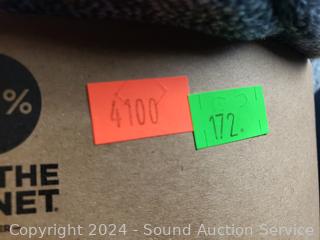 %
4100
172.
THE
NET.
Copyright 2024 - Sound Auction Service